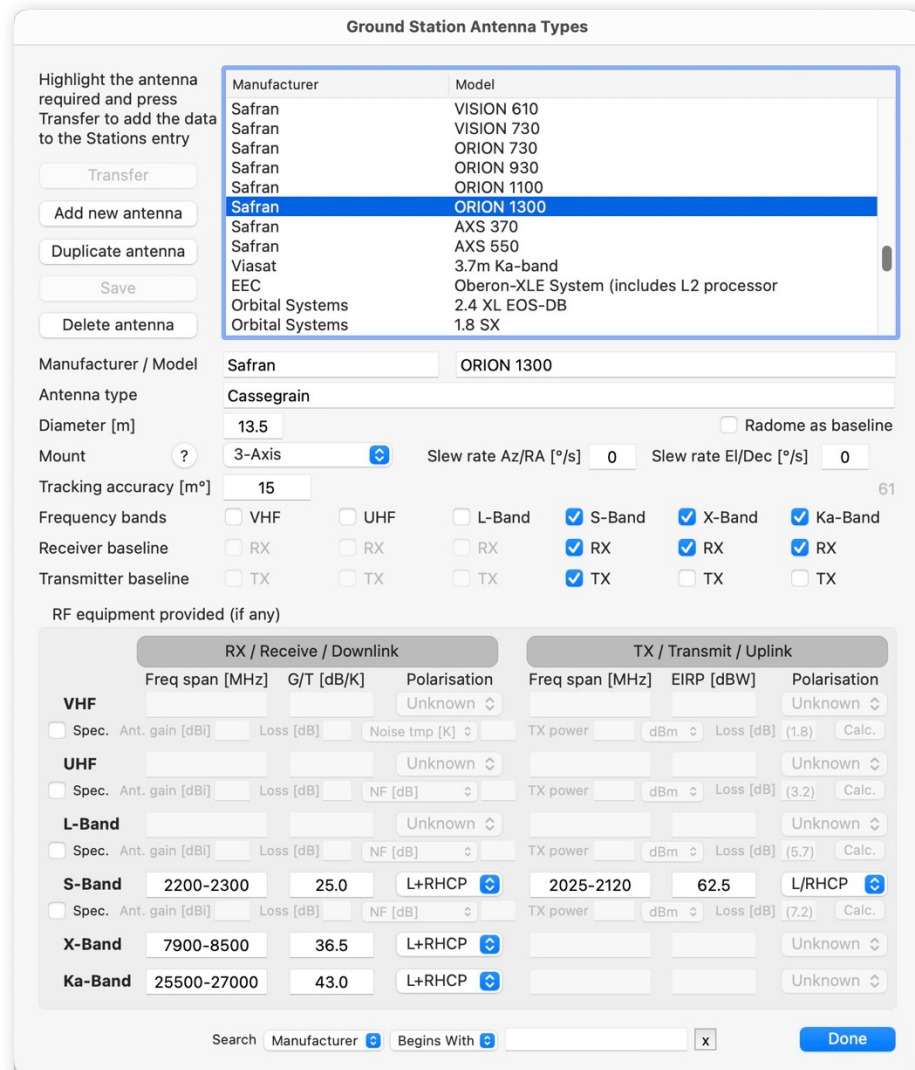 Ground Station Antenna Types
Highlight the antenna
required and press
Transfer to add the data
to the Stations entry
Transfer
Add new antenna
Duplicate antenna
Save
Delete antenna
Manufacturer Model
Safran VISION 610
Safran VISION 730
Safran ORION 730
Safran ORION 930
Safran ORION 1100
Safran ORION 1300
Safran AXS 370
Safran AXS 550
Viasat 3.7m Ka-band
EEC Oberon-XLE System (includes L2 processor
Orbital Systems 2.4 XL EOS-DB
Orbital Systems 1.8 SX
Manufacturer / Model Safran ORION 1300
Antenna type Cassegrain
Diameter [m] 13.5 Radome as baseline
Mount ? 3-Axis Slew rate Az/RA [°/s] 0 Slew rate El/Dec [°/s] 0
Tracking accuracy [m°] 15 61
Frequency bands VHF UHF L-Band S-Band X-Band Ka-Band
Receiver baseline RX RX RX RX RX RX
Transmitter baseline TX TX TX TX TX TX
RF equipment provided (if any)
RX / Receive / Downlink TX / Transmit / Uplink
Freq span [MHz] G/T [dB/K] Polarisation Freq span [MHz] EIRP [dBW] Polarisation
VHF Unknown Unknown
Spec. Ant. gain [dBi] Loss [dB] Noise tmp [K] TX power dBm Loss [dB] (1.8) Calc.
UHF Unknown Unknown
Spec. Ant. gain [dBi] Loss [dB] NF [dB] TX power dBm Loss [dB] (3.2) Calc.
L-Band Unknown Unknown
Spec. Ant. gain [dBi] Loss [dB] NF [dB] TX power dBm Loss [dB] (5.7) Calc.
S-Band 2200-2300 25.0 L+RHCP 2025-2120 62.5 L/RHCP
Spec. Ant. gain [dBi] Loss [dB] NF [dB] TX power dBm Loss [dB] (7.2) Calc.
X-Band 7900-8500 36.5 L+RHCP Unknown
Ka-Band 25500-27000 43.0 L+RHCP Unknown
Search Manufacturer Begins With x Done